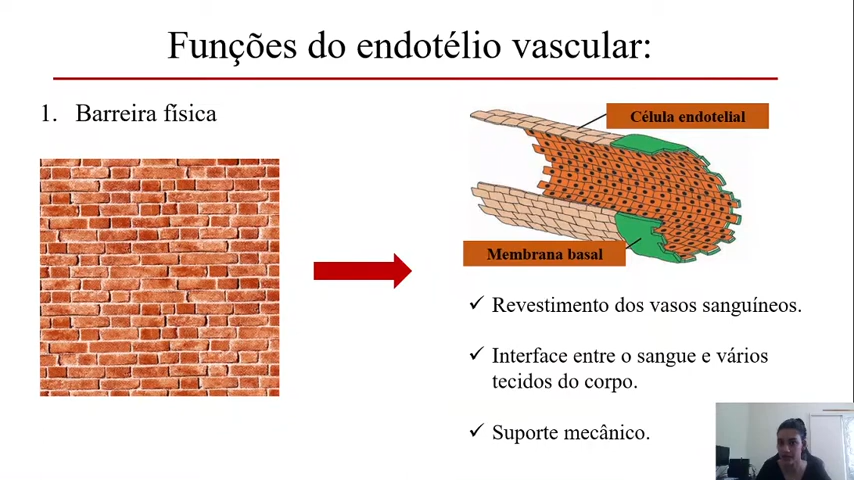 Funções do endotélio vascular:
1. Barreira física
Célula endotelial
Membrana basal
✓ Revestimento dos vasos sanguíneos.
✓ Interface entre o sangue e vários
tecidos do corpo.
✓ Suporte mecânico.